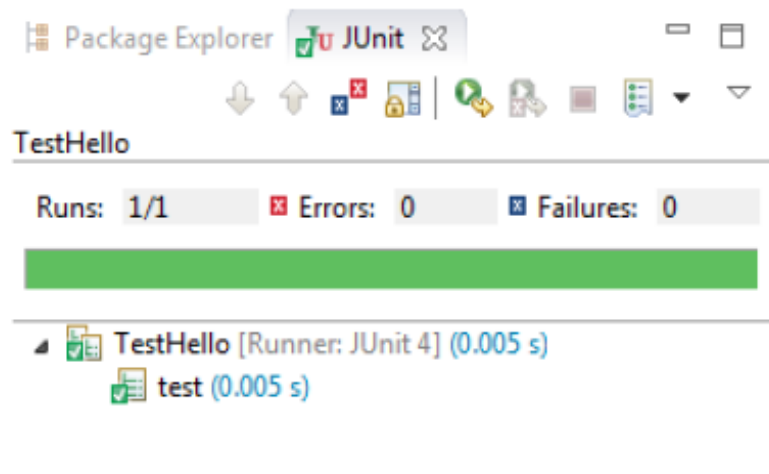 Package Explorer JUnit
TestHello
Runs: 1/1 Errors: 0 Failures: 0
TestHello [Runner: JUnit 4] (0.005 s)
test (0.005 s)